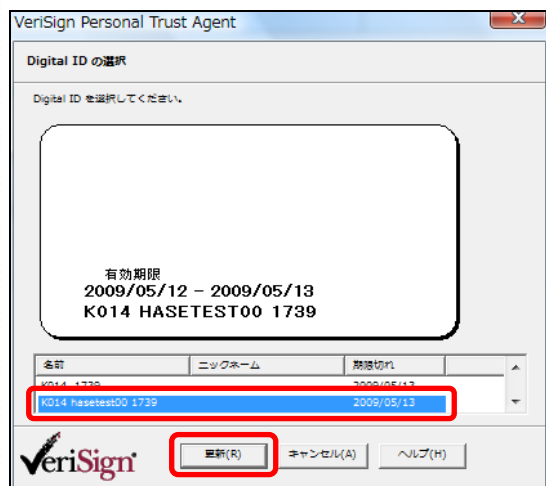 VeriSign Personal Trust Agent
Digital ID の選択
Digital ID を選択してください。
有効期限
2009/05/12 - 2009/05/13
K014 HASETEST00 1739
名前 ニックネーム 期限切れ
K014 1739 2009/05/13
K014 hasetest00 1739 2009/05/13
VeriSign 更新(R) キャンセル(A) ヘルプ(H)